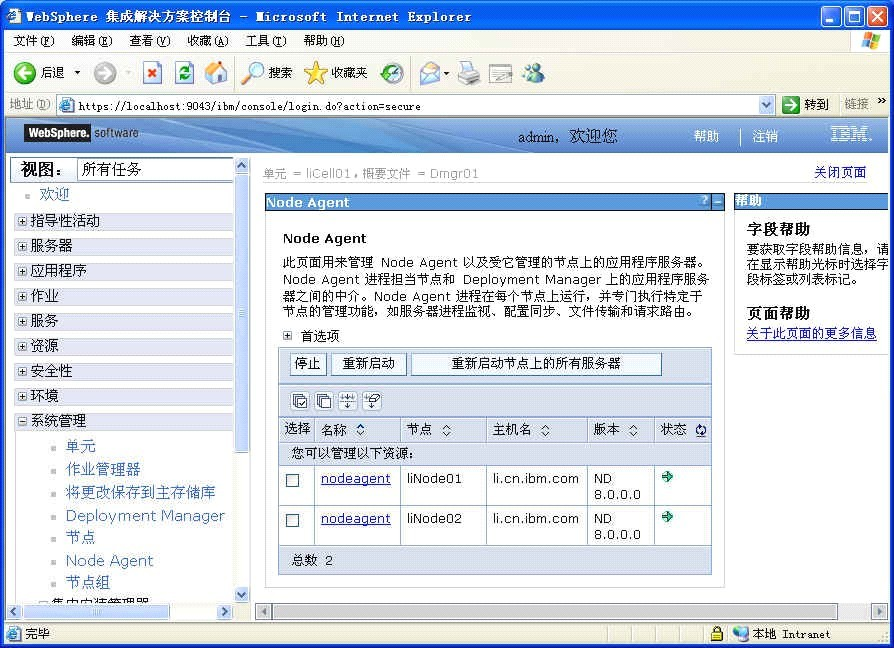 WebSphere 集成解决方案控制台 - Microsoft Internet Explorer
文件(F) 编辑(E) 查看(V) 收藏(A) 工具(T) 帮助(H)
后退 搜索 收藏夹
地址(D) https://localhost:9043/ibm/console/login.do?action=secure 转到 链接 »
WebSphere. software admin，欢迎您 帮助 注销 IBM.
视图： 所有任务
欢迎
指导性活动
服务器
应用程序
作业
服务
资源
安全性
环境
系统管理
单元
作业管理器
将更改保存到主存储库
Deployment Manager
节点
Node Agent
节点组
集中安装管理器
单元 = liCell01，概要文件 = Dmgr01 关闭页面
Node Agent ? –
Node Agent
此页面用来管理 Node Agent 以及受它管理的节点上的应用程序服务器。
Node Agent 进程担当节点和 Deployment Manager 上的应用程序服务
器之间的中介。Node Agent 进程在每个节点上运行，并专门执行特定于
节点的管理功能，如服务器进程监视、配置同步、文件传输和请求路由。
首选项
停止 重新启动 重新启动节点上的所有服务器
选择 名称 节点 主机名 版本 状态
您可以管理以下资源：
nodeagent liNode01 li.cn.ibm.com ND
8.0.0.0
nodeagent liNode02 li.cn.ibm.com ND
8.0.0.0
总数 2
帮助
字段帮助
要获取字段帮助信息，请
在显示帮助光标时选择字
段标签或列表标记。
页面帮助
关于此页面的更多信息
完毕 本地 Intranet